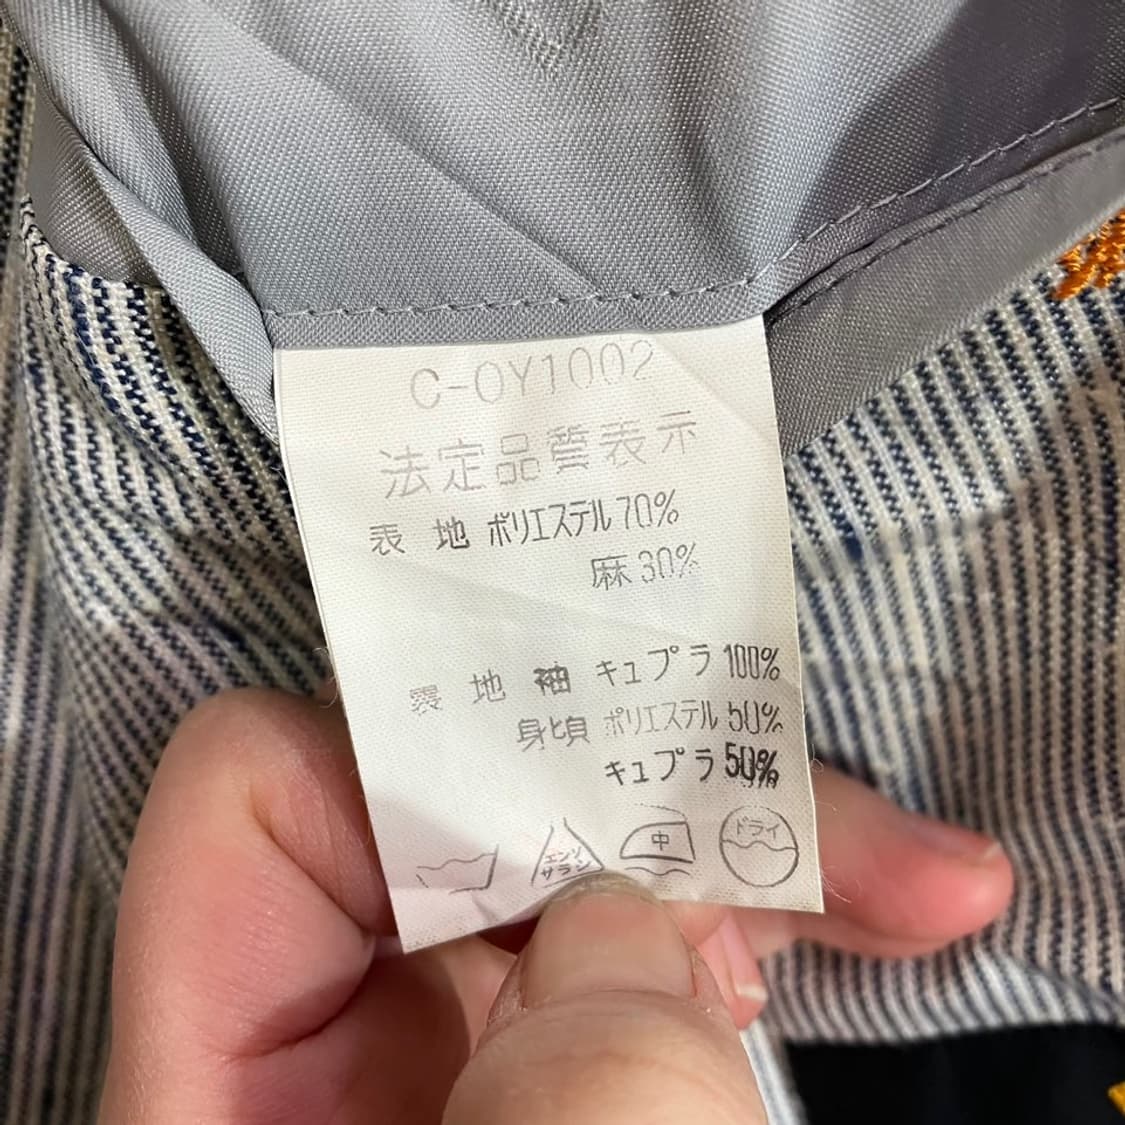 C-OY1002
法定品質表示
表 地 ポリエステル 70%
麻 30%
裏 地 袖 キュプラ 100%
身頃 ポリエステル 50%
キュプラ 50%
エンソ サラシ 中 ドライ